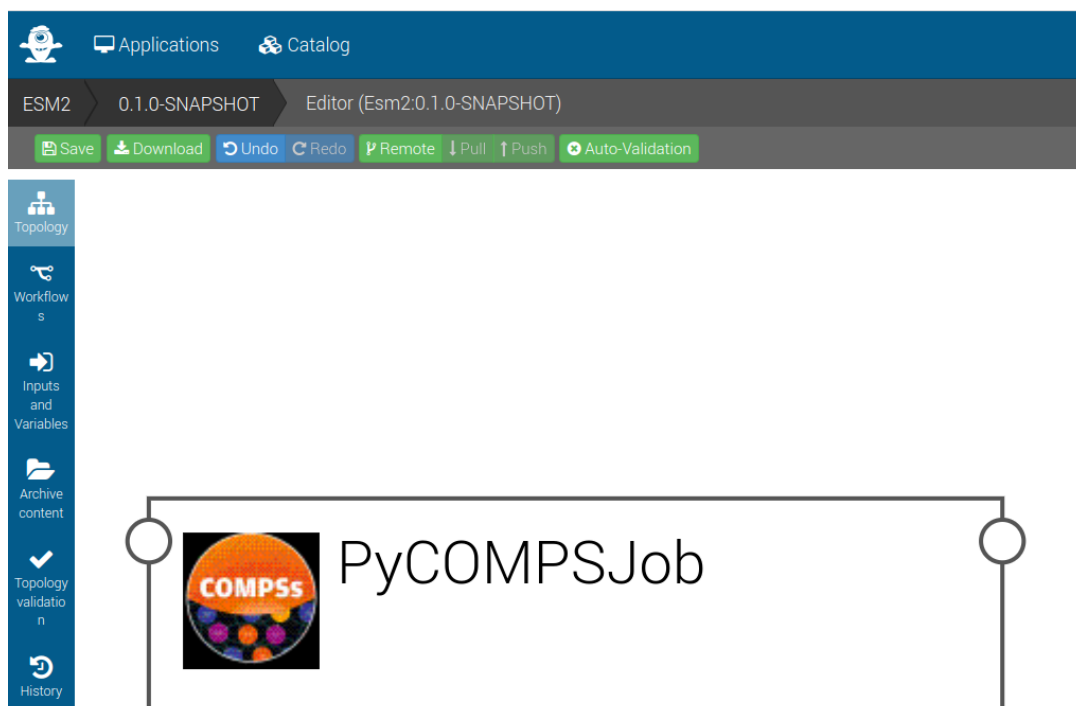 Applications Catalog
ESM2 0.1.0-SNAPSHOT Editor (Esm2:0.1.0-SNAPSHOT)
Save Download Undo Redo Remote Pull Push Auto-Validation
Topology
Workflow
s
Inputs
and
Variables
Archive
content
Topology
validatio
n
History
COMPSs
PyCOMPSJob